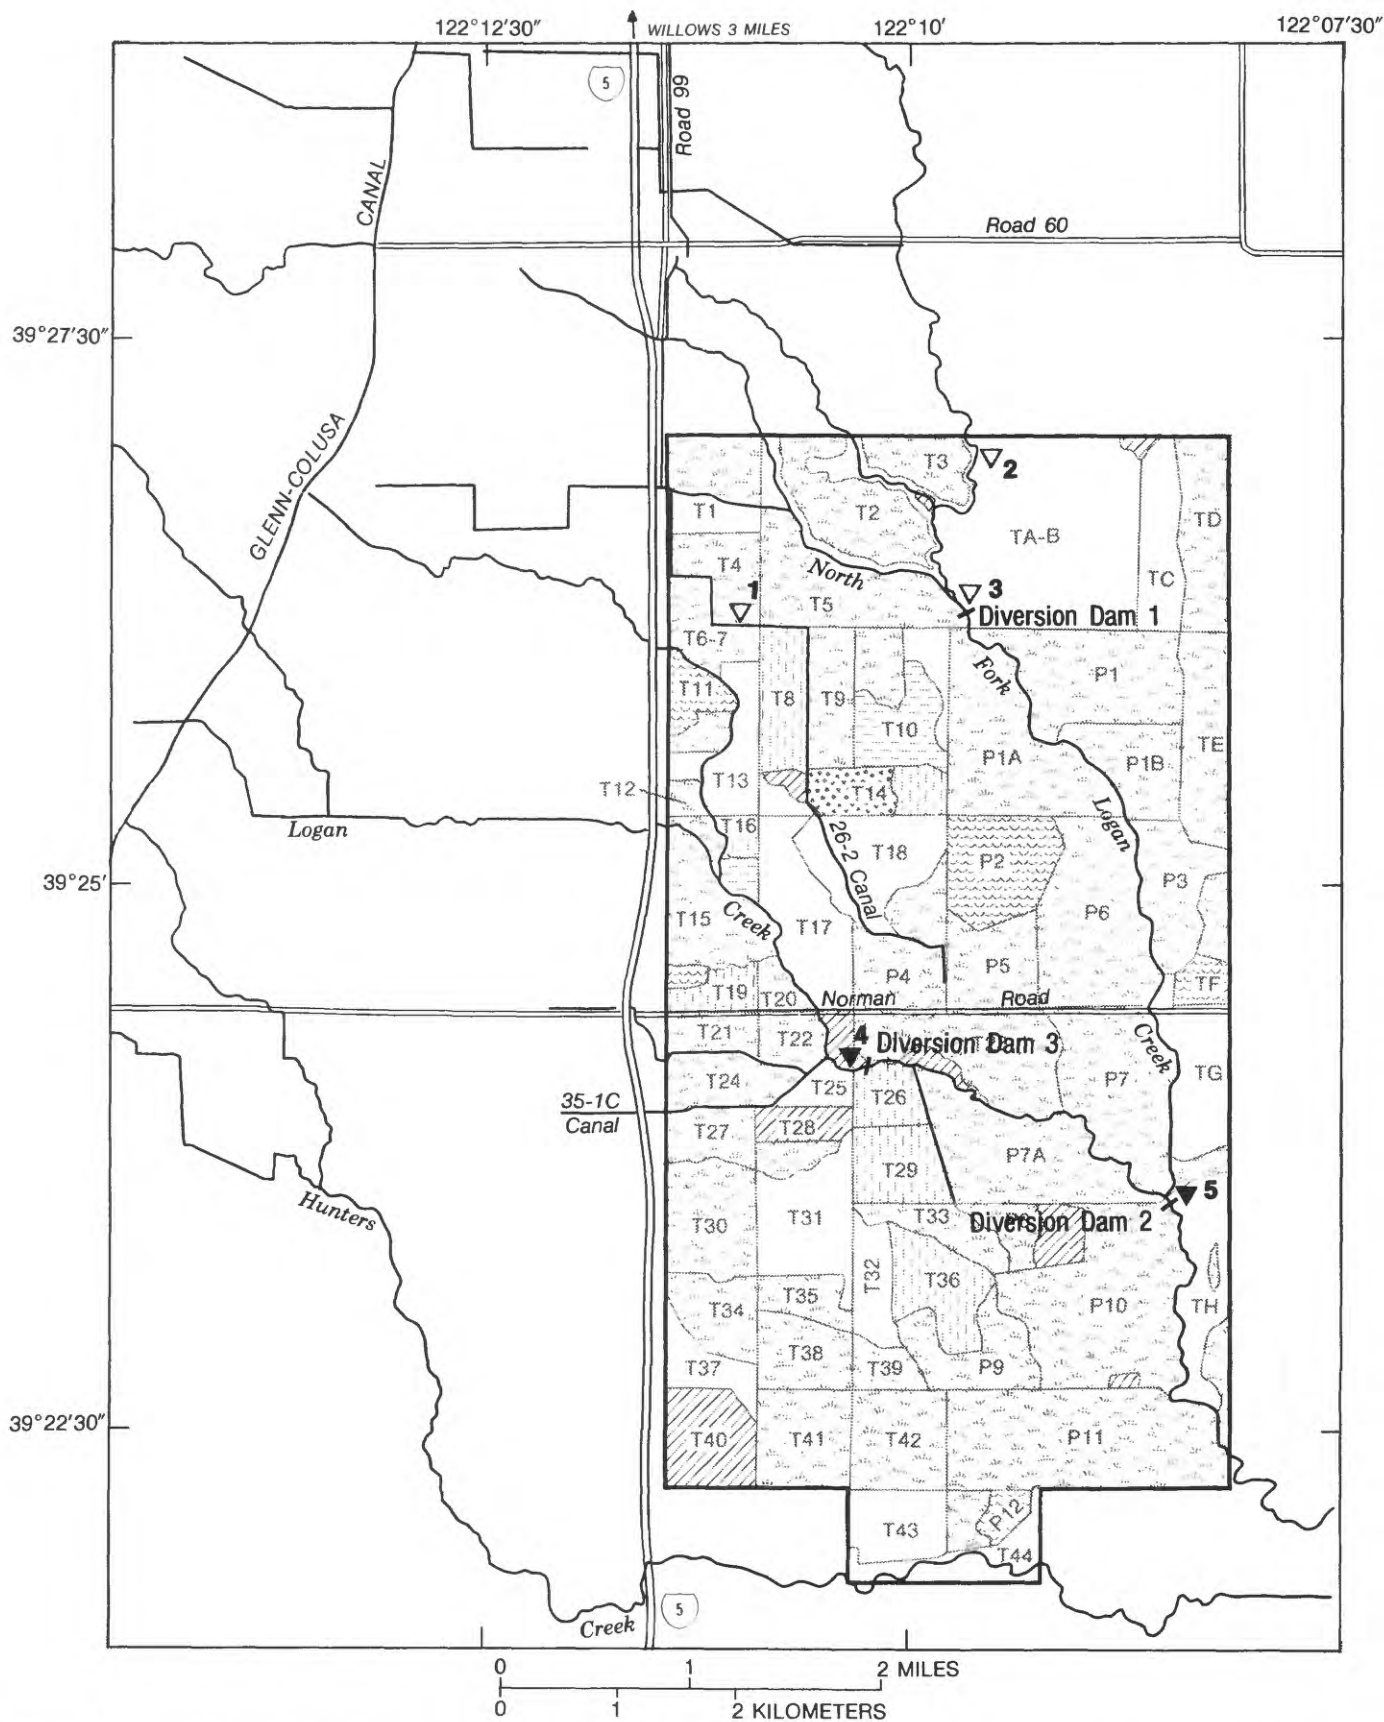 122°12'30"
WILLOWS 3 MILES
122°10'
122°07'30"
5
Road 99
CANAL
Road 60
39°27'30"
GLENN-COLUSA
T3
2
T1
T2
TD
TA-B
T4
North
TC
1
T5
3
Diversion Dam 1
T6-7
Fork
P1
T11
T8
T9
T10
P1A
P1B
TE
T13
T12
T14
Logan
Logan
T16
26-2 Canal
T18
P2
39°25'
P3
P6
T15
Creek
T17
P4
P5
TF
T19
T20
Norman
Road
T21
T22
4
Diversion Dam 3
Creek
T24
T25
T26
P7
TG
35-1C
Canal
T27
T28
P7A
T29
5
Hunters
T30
T31
T33
Diversion Dam 2
T32
T36
T34
T35
P10
TH
T37
T38
T39
P9
39°22'30"
T40
T41
T42
P11
T43
P12
T44
5
Creek
0 1 2 MILES
0 1 2 KILOMETERS